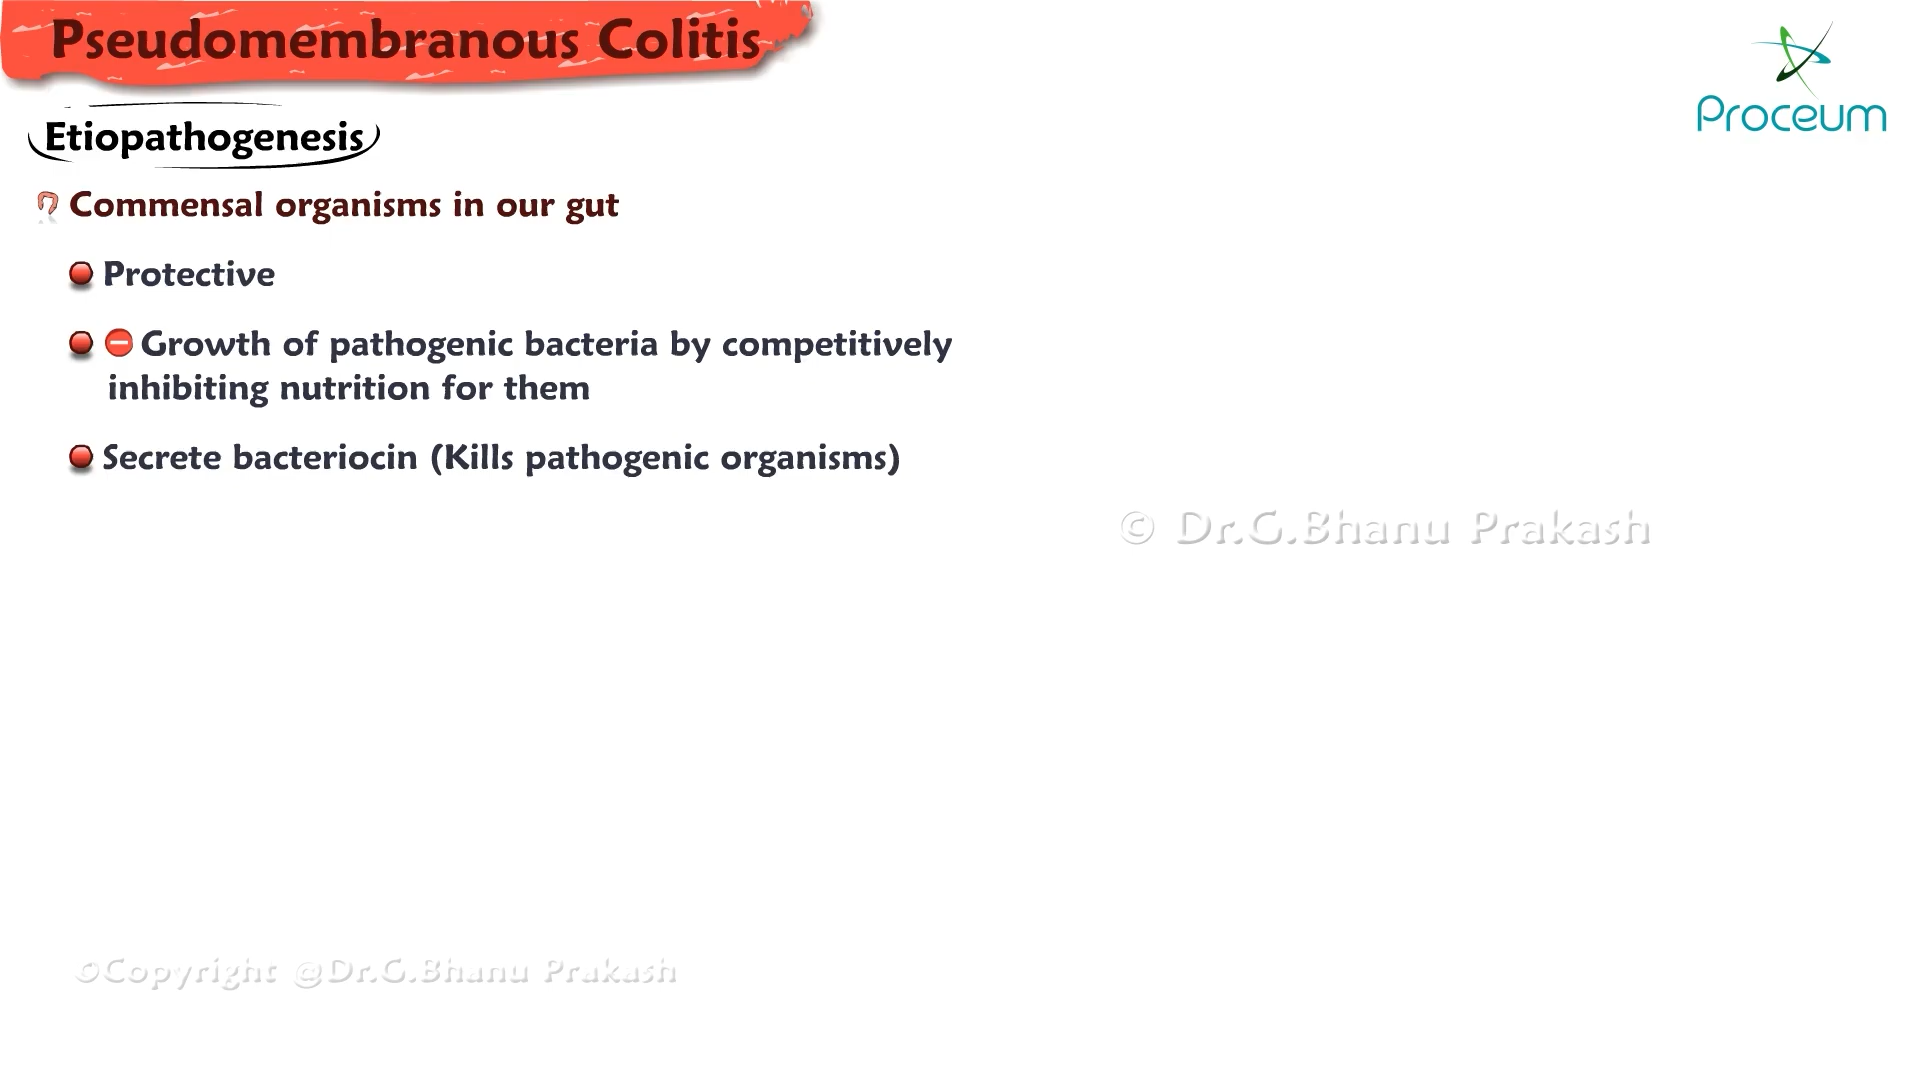 Pseudomembranous Colitis
Proceum
Etiopathogenesis
Commensal organisms in our gut
Protective
Growth of pathogenic bacteria by competitively
inhibiting nutrition for them
Secrete bacteriocin (Kills pathogenic organisms)
© Dr.G.Bhanu Prakash
©Copyright @Dr.G.Bhanu Prakash